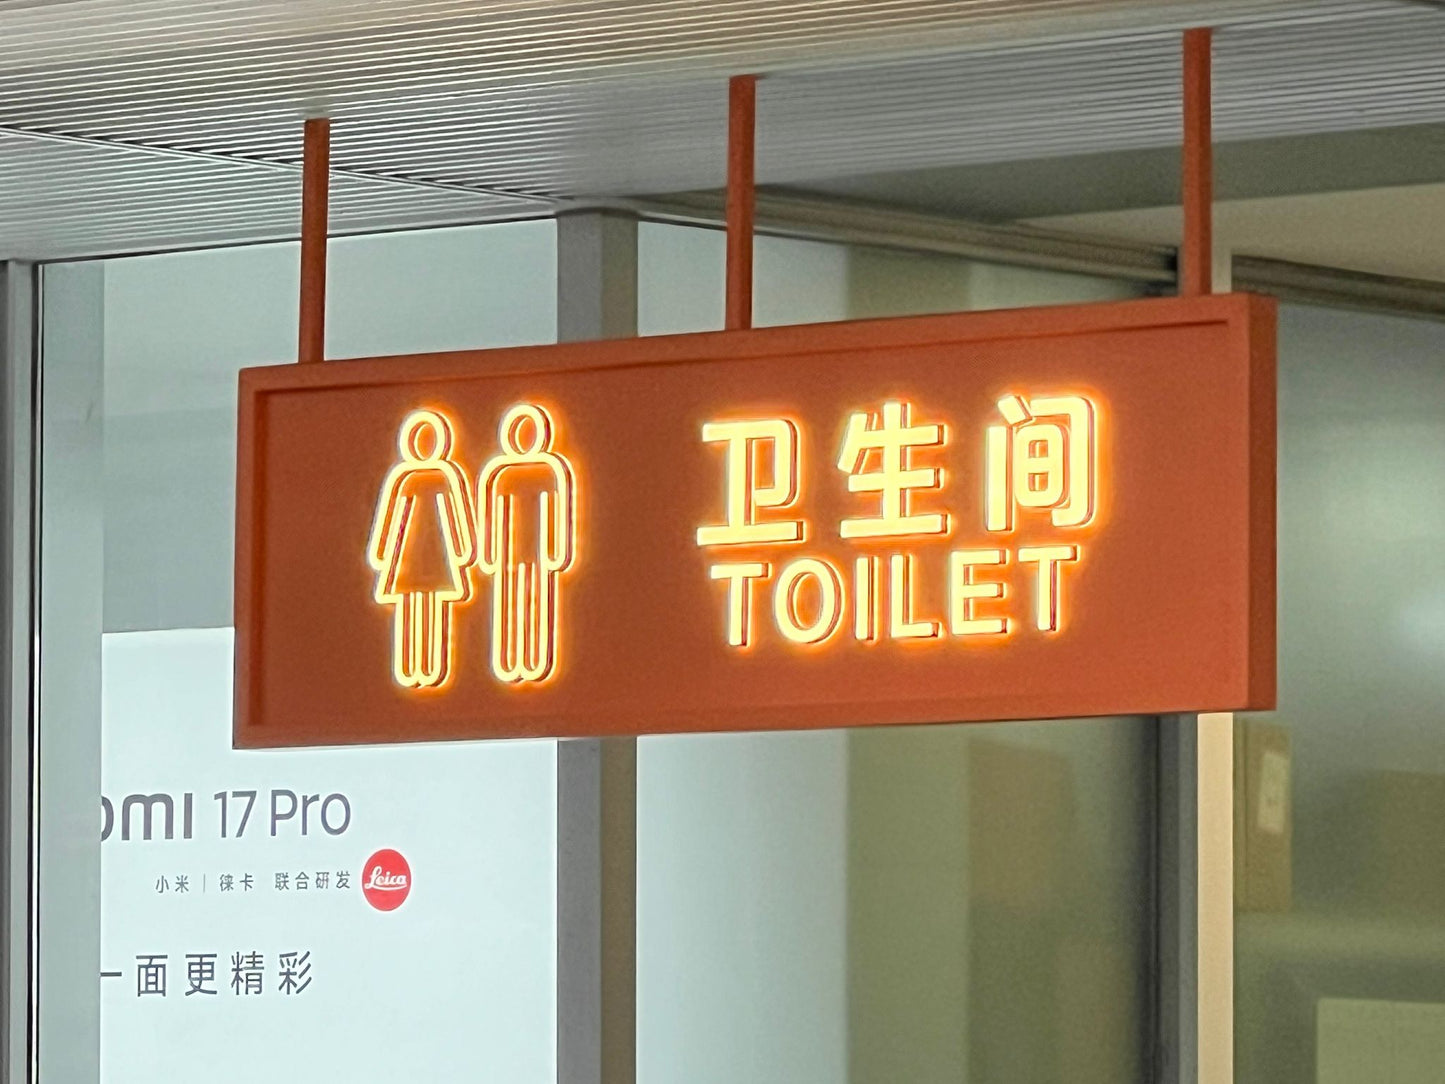 卫生间
TOILET
omi 17 Pro
小米 | 徕卡 联合研发 Leica
一面更精彩